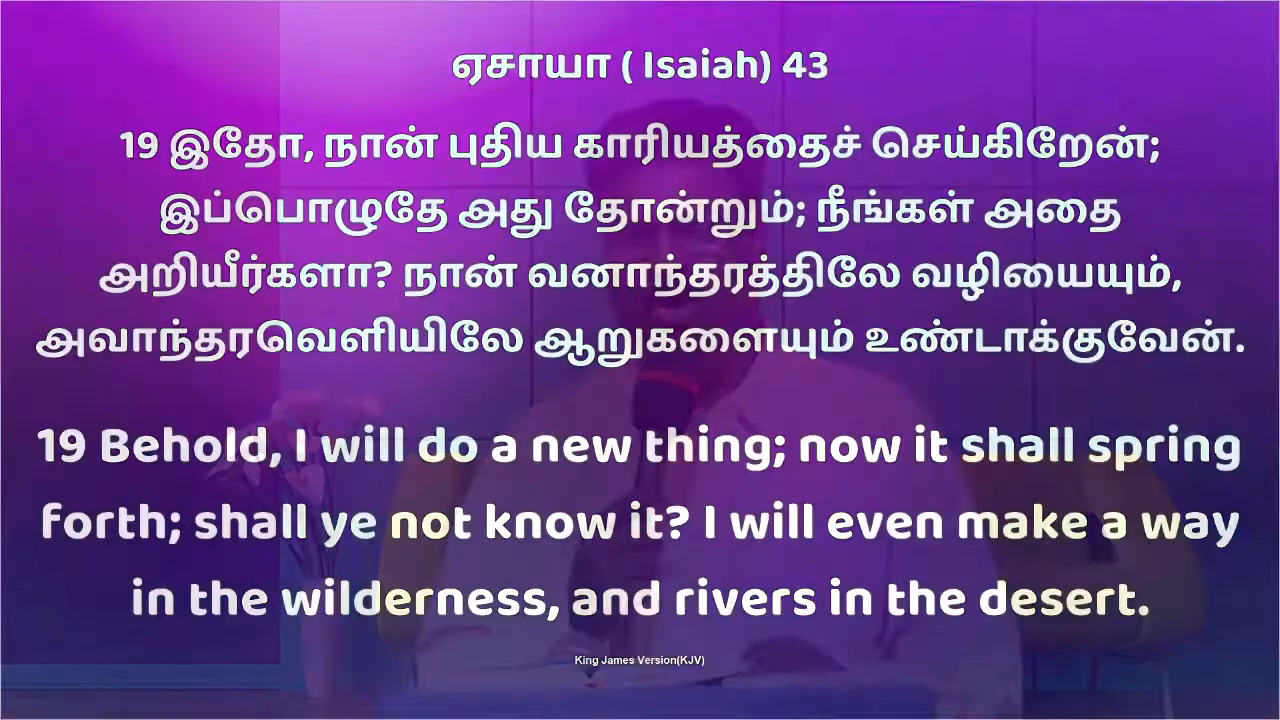 ஏசாயா ( Isaiah) 43
19 இதோ, நான் புதிய காரியத்தைச் செய்கிறேன்;
இப்பொழுதே அது தோன்றும்; நீங்கள் அதை
அறியீர்களா? நான் வனாந்தரத்திலே வழியையும்,
அவாந்தரவெளியிலே ஆறுகளையும் உண்டாக்குவேன்.
19 Behold, I will do a new thing; now it shall spring
forth; shall ye not know it? I will even make a way
in the wilderness, and rivers in the desert.
King James Version(KJV)